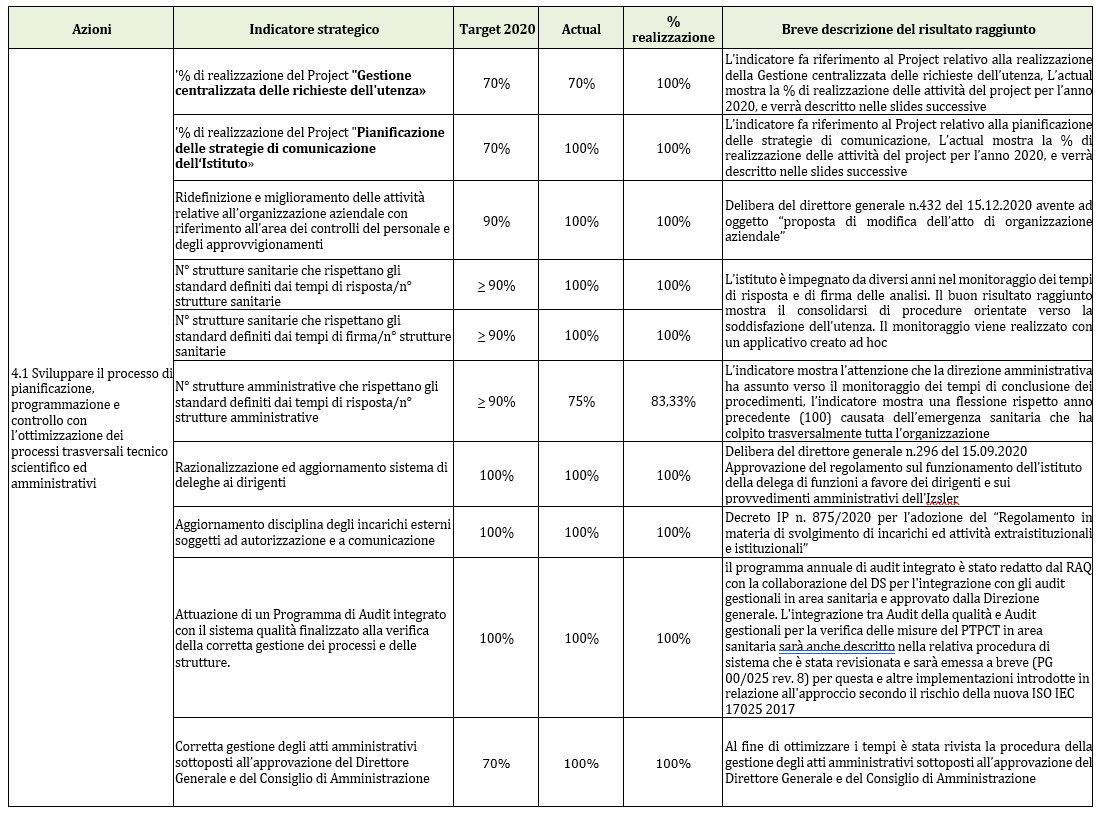 Azioni
Indicatore strategico
Target 2020
Actual
%
realizzazione
Breve descrizione del risultato raggiunto
4.1 Sviluppare il processo di
pianificazione,
programmazione e
controllo con
l'ottimizzazione dei
processi trasversali tecnico
scientifico ed
amministrativi
'% di realizzazione del Project "Gestione
centralizzata delle richieste dell'utenza»
70%
70%
100%
L'indicatore fa riferimento al Project relativo alla realizzazione
della Gestione centralizzata delle richieste dell'utenza, L'actual
mostra la % di realizzazione delle attività del project per l'anno
2020, e verrà descritto nelle slides successive
'% di realizzazione del Project "Pianificazione
delle strategie di comunicazione
dell'Istituto»
70%
100%
100%
L'indicatore fa riferimento al Project relativo alla pianificazione
delle strategie di comunicazione, L'actual mostra la % di
realizzazione delle attività del project per l'anno 2020, e verrà
descritto nelle slides successive
Ridefinizione e miglioramento delle attività
relative all'organizzazione aziendale con
riferimento all'area dei controlli del personale e
degli approvvigionamenti
90%
100%
100%
Delibera del direttore generale n.432 del 15.12.2020 avente ad
oggetto “proposta di modifica dell'atto di organizzazione
aziendale”
N° strutture sanitarie che rispettano gli
standard definiti dai tempi di risposta/n°
strutture sanitarie
≥ 90%
100%
100%
L'istituto è impegnato da diversi anni nel monitoraggio dei tempi
di risposta e di firma delle analisi. Il buon risultato raggiunto
mostra il consolidarsi di procedure orientate verso la
soddisfazione dell'utenza. Il monitoraggio viene realizzato con
un applicativo creato ad hoc
N° strutture sanitarie che rispettano gli
standard definiti dai tempi di firma/n° strutture
sanitarie
≥ 90%
100%
100%
N° strutture amministrative che rispettano gli
standard definiti dai tempi di risposta/n°
strutture amministrative
≥ 90%
75%
83,33%
L'indicatore mostra l'attenzione che la direzione amministrativa
ha assunto verso il monitoraggio dei tempi di conclusione dei
procedimenti, l'indicatore mostra una flessione rispetto anno
precedente (100) causata dell'emergenza sanitaria che ha
colpito trasversalmente tutta l'organizzazione
Razionalizzazione ed aggiornamento sistema di
deleghe ai dirigenti
100%
100%
100%
Delibera del direttore generale n.296 del 15.09.2020
Approvazione del regolamento sul funzionamento dell'istituto
della delega di funzioni a favore dei dirigenti e sui
provvedimenti amministrativi dell'Izsler
Aggiornamento disciplina degli incarichi esterni
soggetti ad autorizzazione e a comunicazione
100%
100%
100%
Decreto IP n. 875/2020 per l'adozione del “Regolamento in
materia di svolgimento di incarichi ed attività extraistituzionali
e istituzionali”
Attuazione di un Programma di Audit integrato
con il sistema qualità finalizzato alla verifica
della corretta gestione dei processi e delle
strutture.
100%
100%
100%
il programma annuale di audit integrato è stato redatto dal RAQ
con la collaborazione del DS per l'integrazione con gli audit
gestionali in area sanitaria e approvato dalla Direzione
generale. L'integrazione tra Audit della qualità e Audit
gestionali per la verifica delle misure del PTPCT in area
sanitaria sarà anche descritto nella relativa procedura di
sistema che è stata revisionata e sarà emessa a breve (PG
00/025 rev. 8) per questa e altre implementazioni introdotte in
relazione all'approccio secondo il rischio della nuova ISO IEC
17025 2017
Corretta gestione degli atti amministrativi
sottoposti all'approvazione del Direttore
Generale e del Consiglio di Amministrazione
70%
100%
100%
Al fine di ottimizzare i tempi è stata rivista la procedura della
gestione degli atti amministrativi sottoposti all'approvazione del
Direttore Generale e del Consiglio di Amministrazione